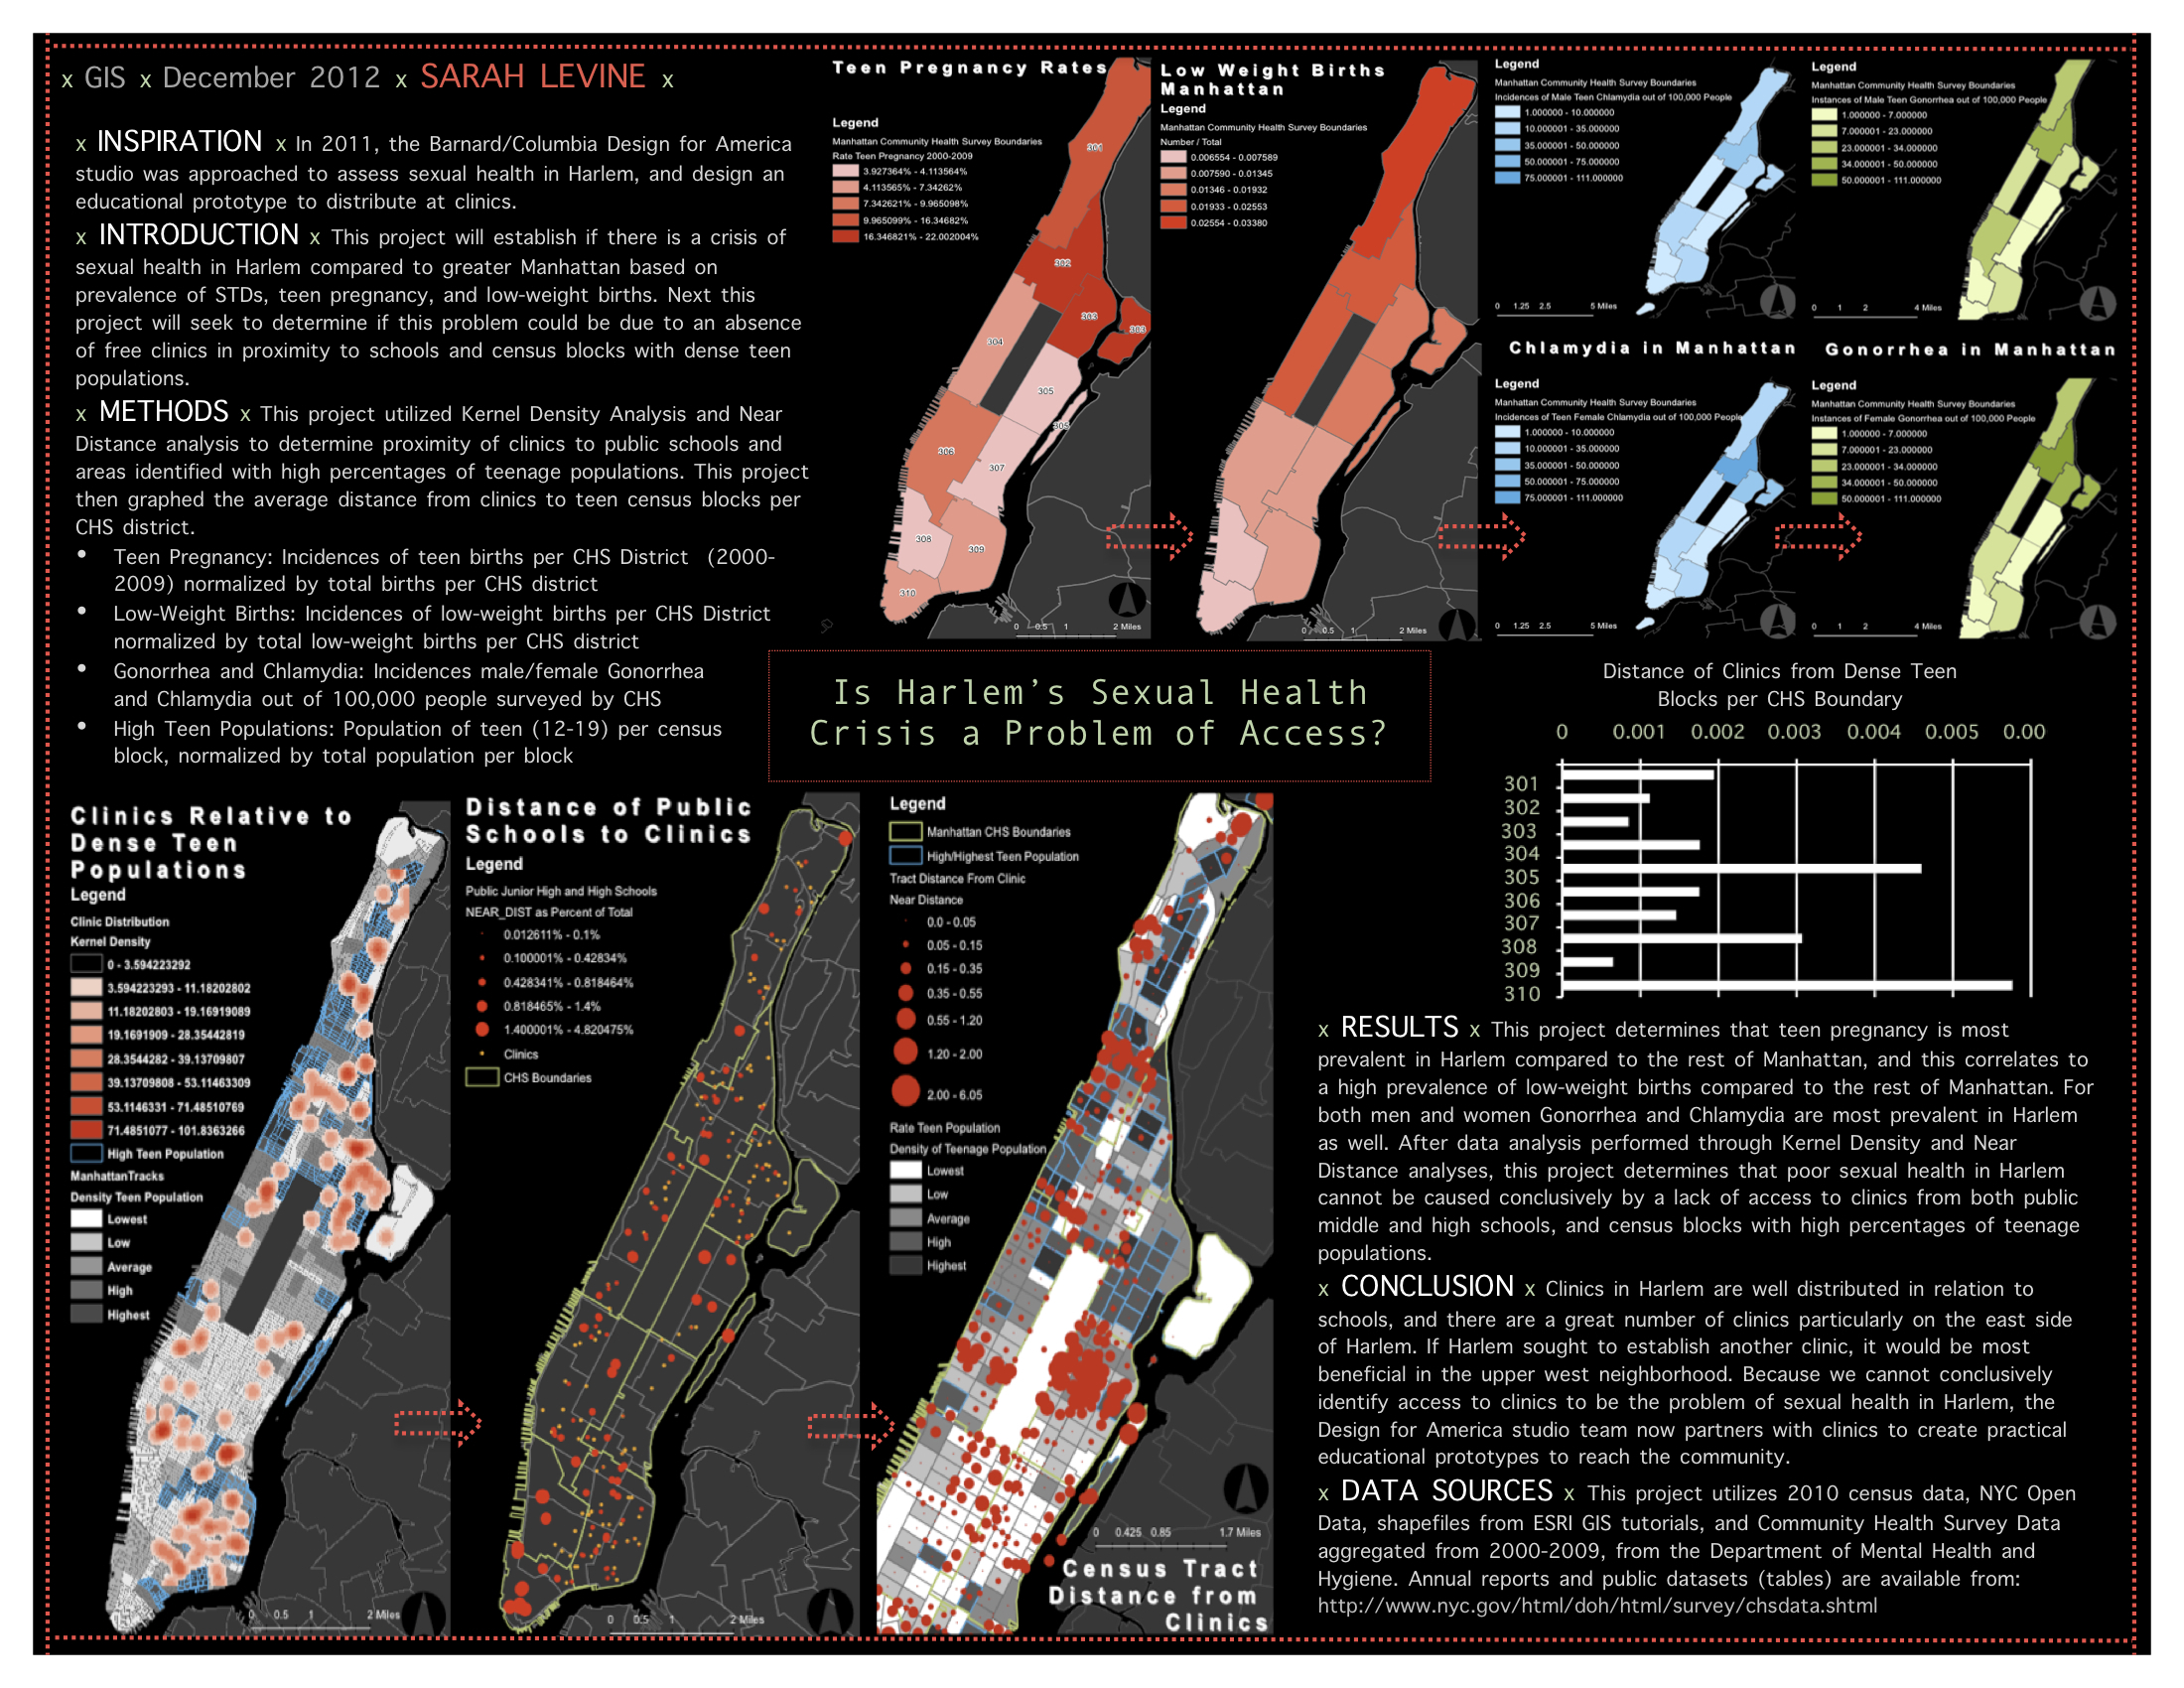 x GIS x December 2012 x SARAH LEVINE x
x INSPIRATION x In 2011, the Barnard/Columbia Design for America
studio was approached to assess sexual health in Harlem, and design an
educational prototype to distribute at clinics.
x INTRODUCTION x This project will establish if there is a crisis of
sexual health in Harlem compared to greater Manhattan based on
prevalence of STDs, teen pregnancy, and low-weight births. Next this
project will seek to determine if this problem could be due to an absence
of free clinics in proximity to schools and census blocks with dense teen
populations.
x METHODS x This project utilized Kernel Density Analysis and Near
Distance analysis to determine proximity of clinics to public schools and
areas identified with high percentages of teenage populations. This project
then graphed the average distance from clinics to teen census blocks per
CHS district.
• Teen Pregnancy: Incidences of teen births per CHS District (2000-
2009) normalized by total births per CHS district
• Low-Weight Births: Incidences of low-weight births per CHS District
normalized by total low-weight births per CHS district
• Gonorrhea and Chlamydia: Incidences male/female Gonorrhea
and Chlamydia out of 100,000 people surveyed by CHS
• High Teen Populations: Population of teen (12-19) per census
block, normalized by total population per block
Teen Pregnancy Rates
Legend
Manhattan Community Health Survey Boundaries
Rate Teen Pregnancy 2000-2009
3.927364% - 4.113564%
4.113565% - 7.34262%
7.342621% - 9.965098%
9.965099% - 16.34682%
16.346821% - 22.002004%
301
302
303
303
304
305
305
306
307
308
309
310
0 0.5 1 2 Miles
Low Weight Births
Manhattan
Legend
Manhattan Community Health Survey Boundaries
Number / Total
0.006554 - 0.007589
0.007590 - 0.01345
0.01346 - 0.01932
0.01933 - 0.02553
0.02554 - 0.03380
0 0.5 1 2 Miles
Legend
Manhattan Community Health Survey Boundaries
Incidences of Male Teen Chlamydia out of 100,000 People
1.000000 - 10.000000
10.000001 - 35.000000
35.000001 - 50.000000
50.000001 - 75.000000
75.000001 - 111.000000
0 1.25 2.5 5 Miles
Legend
Manhattan Community Health Survey Boundaries
Instances of Male Teen Gonorrhea out of 100,000 People
1.000000 - 7.000000
7.000001 - 23.000000
23.000001 - 34.000000
34.000001 - 50.000000
50.000001 - 111.000000
0 1 2 4 Miles
Chlamydia in Manhattan
Gonorrhea in Manhattan
Legend
Manhattan Community Health Survey Boundaries
Incidences of Teen Female Chlamydia out of 100,000 People
1.000000 - 10.000000
10.000001 - 35.000000
35.000001 - 50.000000
50.000001 - 75.000000
75.000001 - 111.000000
0 1.25 2.5 5 Miles
Legend
Manhattan Community Health Survey Boundaries
Instances of Female Gonorrhea out of 100,000 People
1.000000 - 7.000000
7.000001 - 23.000000
23.000001 - 34.000000
34.000001 - 50.000000
50.000001 - 111.000000
0 1 2 4 Miles
Is Harlem's Sexual Health
Crisis a Problem of Access?
Distance of Clinics from Dense Teen
Blocks per CHS Boundary
0 0.001 0.002 0.003 0.004 0.005 0.00
301
302
303
304
305
306
307
308
309
310
Clinics Relative to
Dense Teen
Populations
Legend
Clinic Distribution
Kernel Density
0 - 3.594223292
3.594223293 - 11.18202802
11.18202803 - 19.16919089
19.1691909 - 28.35442819
28.3544282 - 39.13709807
39.13709808 - 53.11463309
53.1146331 - 71.48510769
71.4851077 - 101.8363266
High Teen Population
ManhattanTracks
Density Teen Population
Lowest
Low
Average
High
Highest
0 0.5 1 2 Miles
Distance of Public
Schools to Clinics
Legend
Public Junior High and High Schools
NEAR_DIST as Percent of Total
0.012611% - 0.1%
0.100001% - 0.42834%
0.428341% - 0.818464%
0.818465% - 1.4%
1.400001% - 4.820475%
Clinics
CHS Boundaries
0 0.5 1 2 Miles
Legend
Manhattan CHS Boundaries
High/Highest Teen Population
Tract Distance From Clinic
Near Distance
0.0 - 0.05
0.05 - 0.15
0.15 - 0.35
0.35 - 0.55
0.55 - 1.20
1.20 - 2.00
2.00 - 6.05
Rate Teen Population
Density of Teenage Population
Lowest
Low
Average
High
Highest
0 0.425 0.85 1.7 Miles
Census Tract
Distance from
Clinics
x RESULTS x This project determines that teen pregnancy is most
prevalent in Harlem compared to the rest of Manhattan, and this correlates to
a high prevalence of low-weight births compared to the rest of Manhattan. For
both men and women Gonorrhea and Chlamydia are most prevalent in Harlem
as well. After data analysis performed through Kernel Density and Near
Distance analyses, this project determines that poor sexual health in Harlem
cannot be caused conclusively by a lack of access to clinics from both public
middle and high schools, and census blocks with high percentages of teenage
populations.
x CONCLUSION x Clinics in Harlem are well distributed in relation to
schools, and there are a great number of clinics particularly on the east side
of Harlem. If Harlem sought to establish another clinic, it would be most
beneficial in the upper west neighborhood. Because we cannot conclusively
identify access to clinics to be the problem of sexual health in Harlem, the
Design for America studio team now partners with clinics to create practical
educational prototypes to reach the community.
x DATA SOURCES x This project utilizes 2010 census data, NYC Open
Data, shapefiles from ESRI GIS tutorials, and Community Health Survey Data
aggregated from 2000-2009, from the Department of Mental Health and
Hygiene. Annual reports and public datasets (tables) are available from:
http://www.nyc.gov/html/doh/html/survey/chsdata.shtml